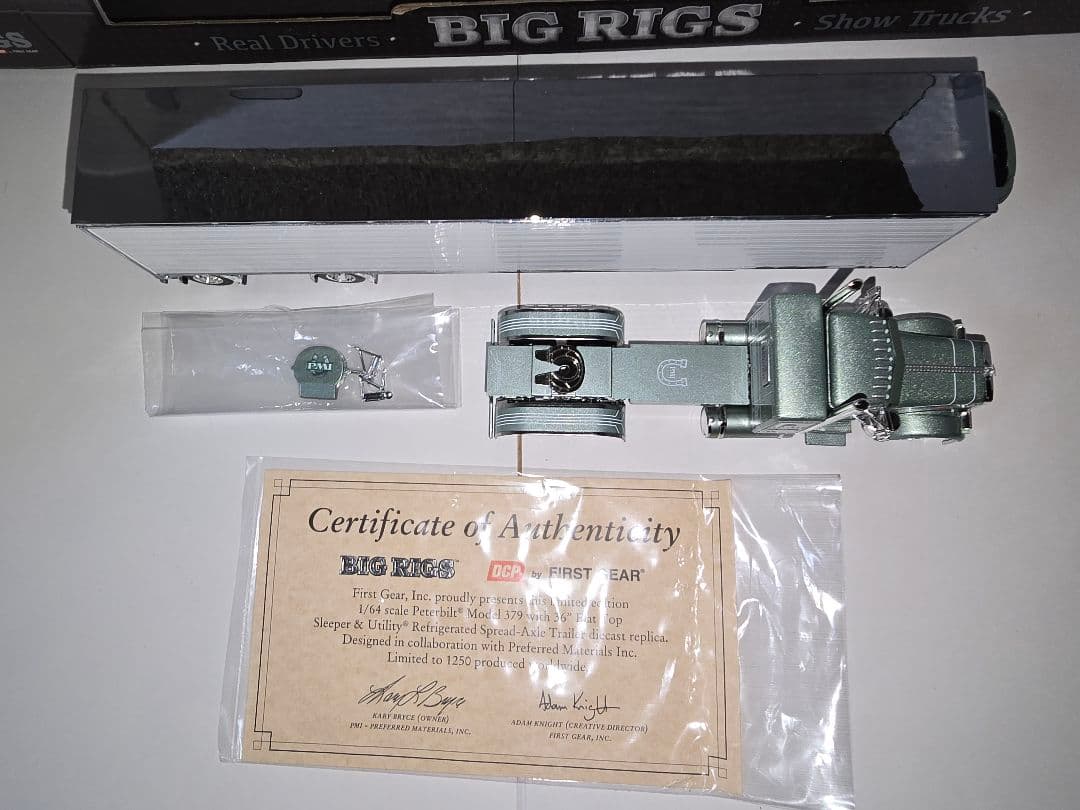 • Real Drivers • BIG RIGS • Show Trucks •
PMI
Certificate of Authenticity
BIG RIGS DCP by FIRST GEAR®
First Gear, Inc. proudly presents this limited edition
1/64 scale Peterbilt® Model 379 with 36" Flat Top
Sleeper & Utility® Refrigerated Spread-Axle Trailer diecast replica.
Designed in collaboration with Preferred Materials Inc.
Limited to 1250 produced worldwide.
KARY BRYCE (OWNER)
PMI - PREFERRED MATERIALS, INC.
Adam Knight
ADAM KNIGHT (CREATIVE DIRECTOR)
FIRST GEAR, INC.